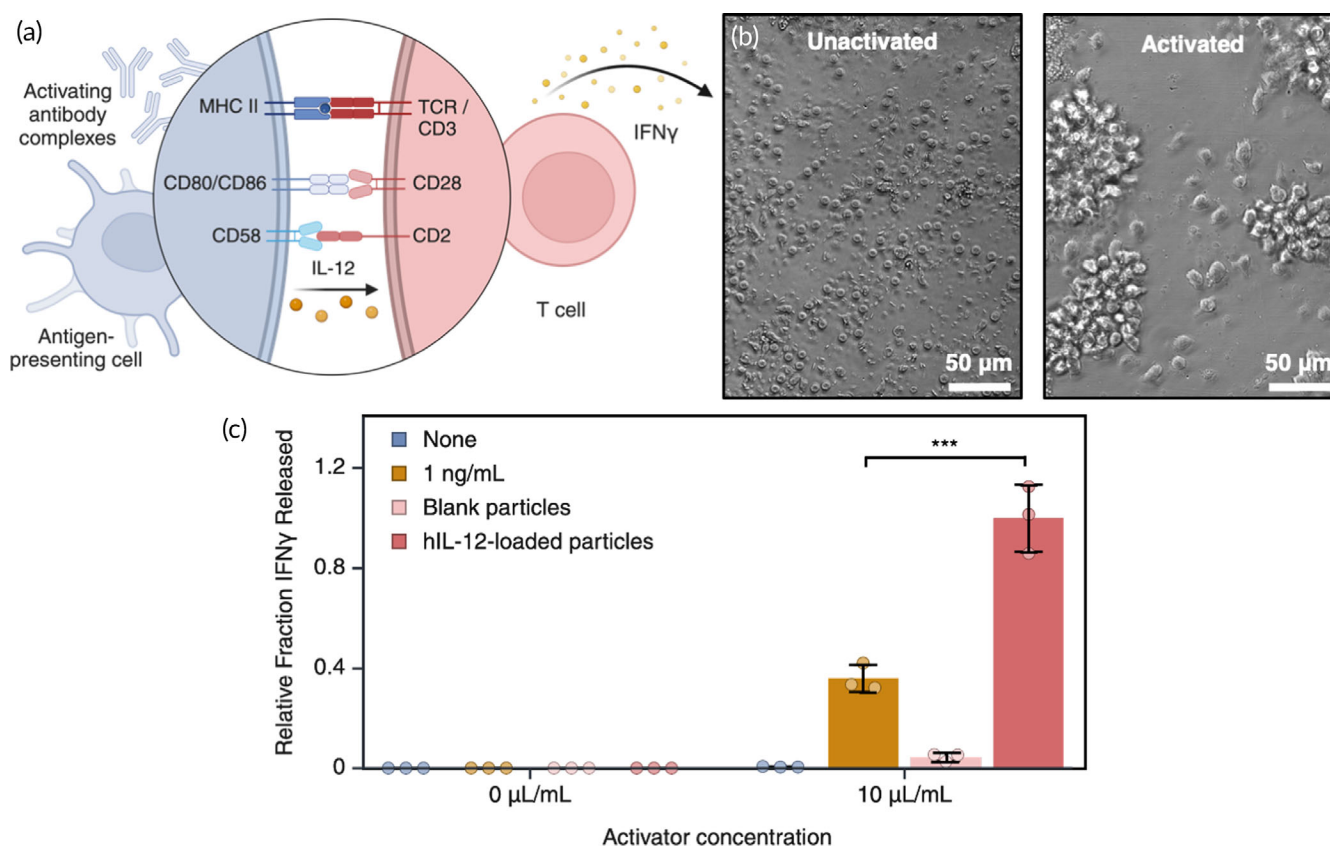 (a)
Activating
antibody
complexes
MHC II
TCR /
CD3
CD80/CD86
CD28
CD58
CD2
IL-12
Antigen-
presenting cell
T cell
IFNγ
(b)
Unactivated
50 µm
Activated
50 µm
(c)
Relative Fraction IFNγ Released
1.2
0.8
0.4
0
None
1 ng/mL
Blank particles
hIL-12-loaded particles
***
0 µL/mL
10 µL/mL
Activator concentration